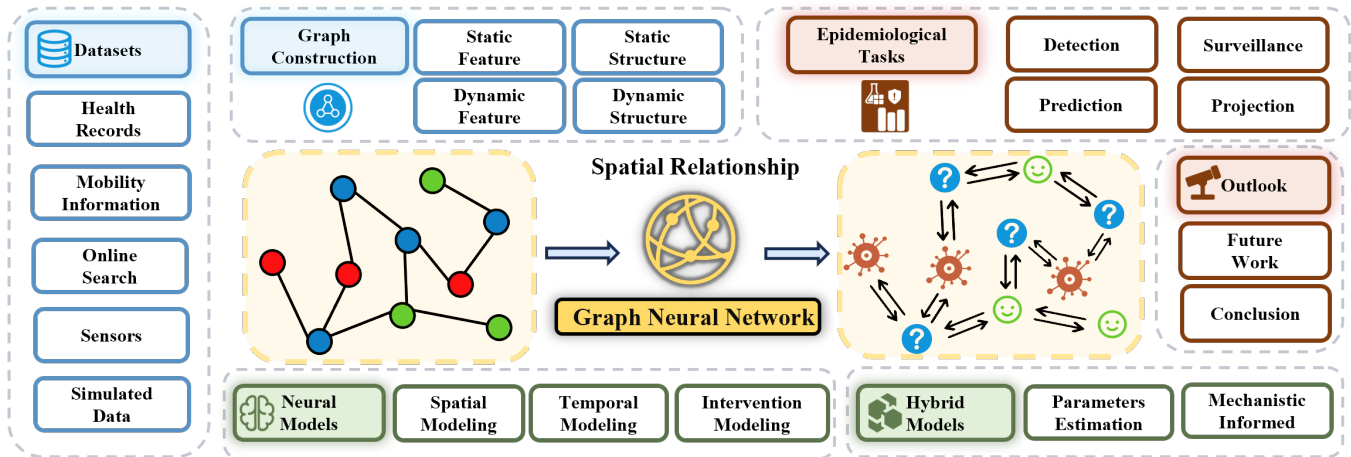 Datasets
Health
Records
Mobility
Information
Online
Search
Sensors
Simulated
Data
Graph
Construction
Static
Feature
Static
Structure
Dynamic
Feature
Dynamic
Structure
Epidemiological
Tasks
Detection
Surveillance
Prediction
Projection
Spatial Relationship
Graph Neural Network
?
?
?
?
Outlook
Future
Work
Conclusion
Neural
Models
Spatial
Modeling
Temporal
Modeling
Intervention
Modeling
Hybrid
Models
Parameters
Estimation
Mechanistic
Informed